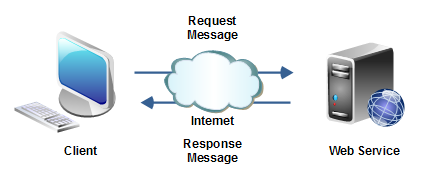 Request
Message
Internet
Response
Message
Client
Web Service